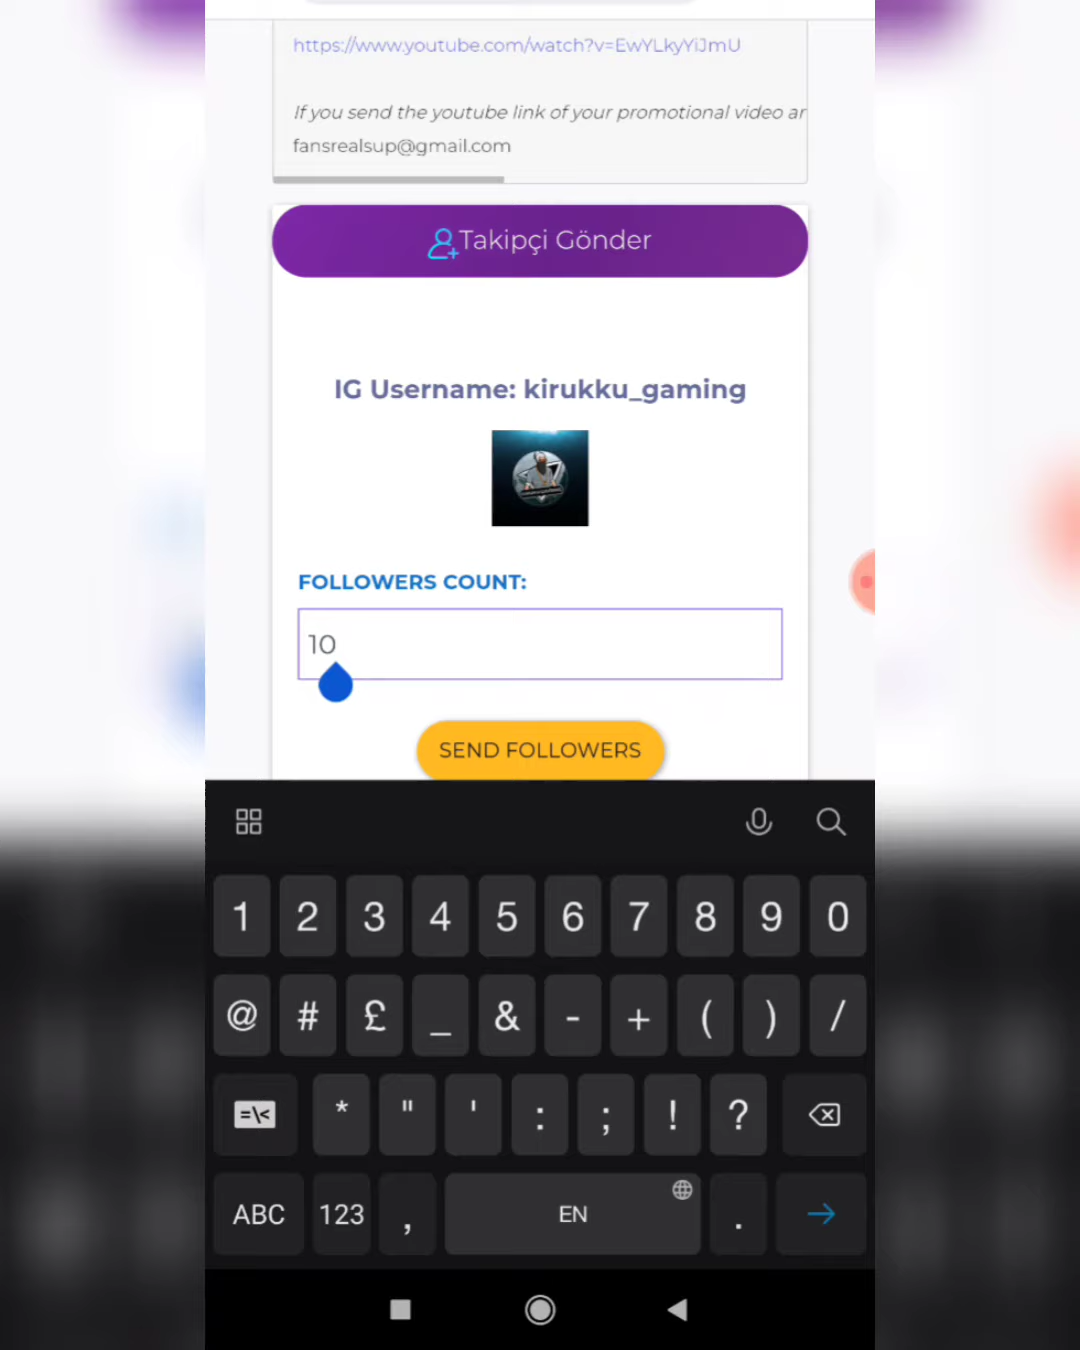 https://www.youtube.com/watch?v=EwYLkyYiJmU
If you send the youtube link of your promotional video ar
fansrealsup@gmail.com
Takipçi Gönder
IG Username: kirukku_gaming
FOLLOWERS COUNT:
10
SEND FOLLOWERS
1 2 3 4 5 6 7 8 9 0
@ # £ _ & - + ( ) /
=\< * " ' : ; ! ?
ABC 123 , EN .